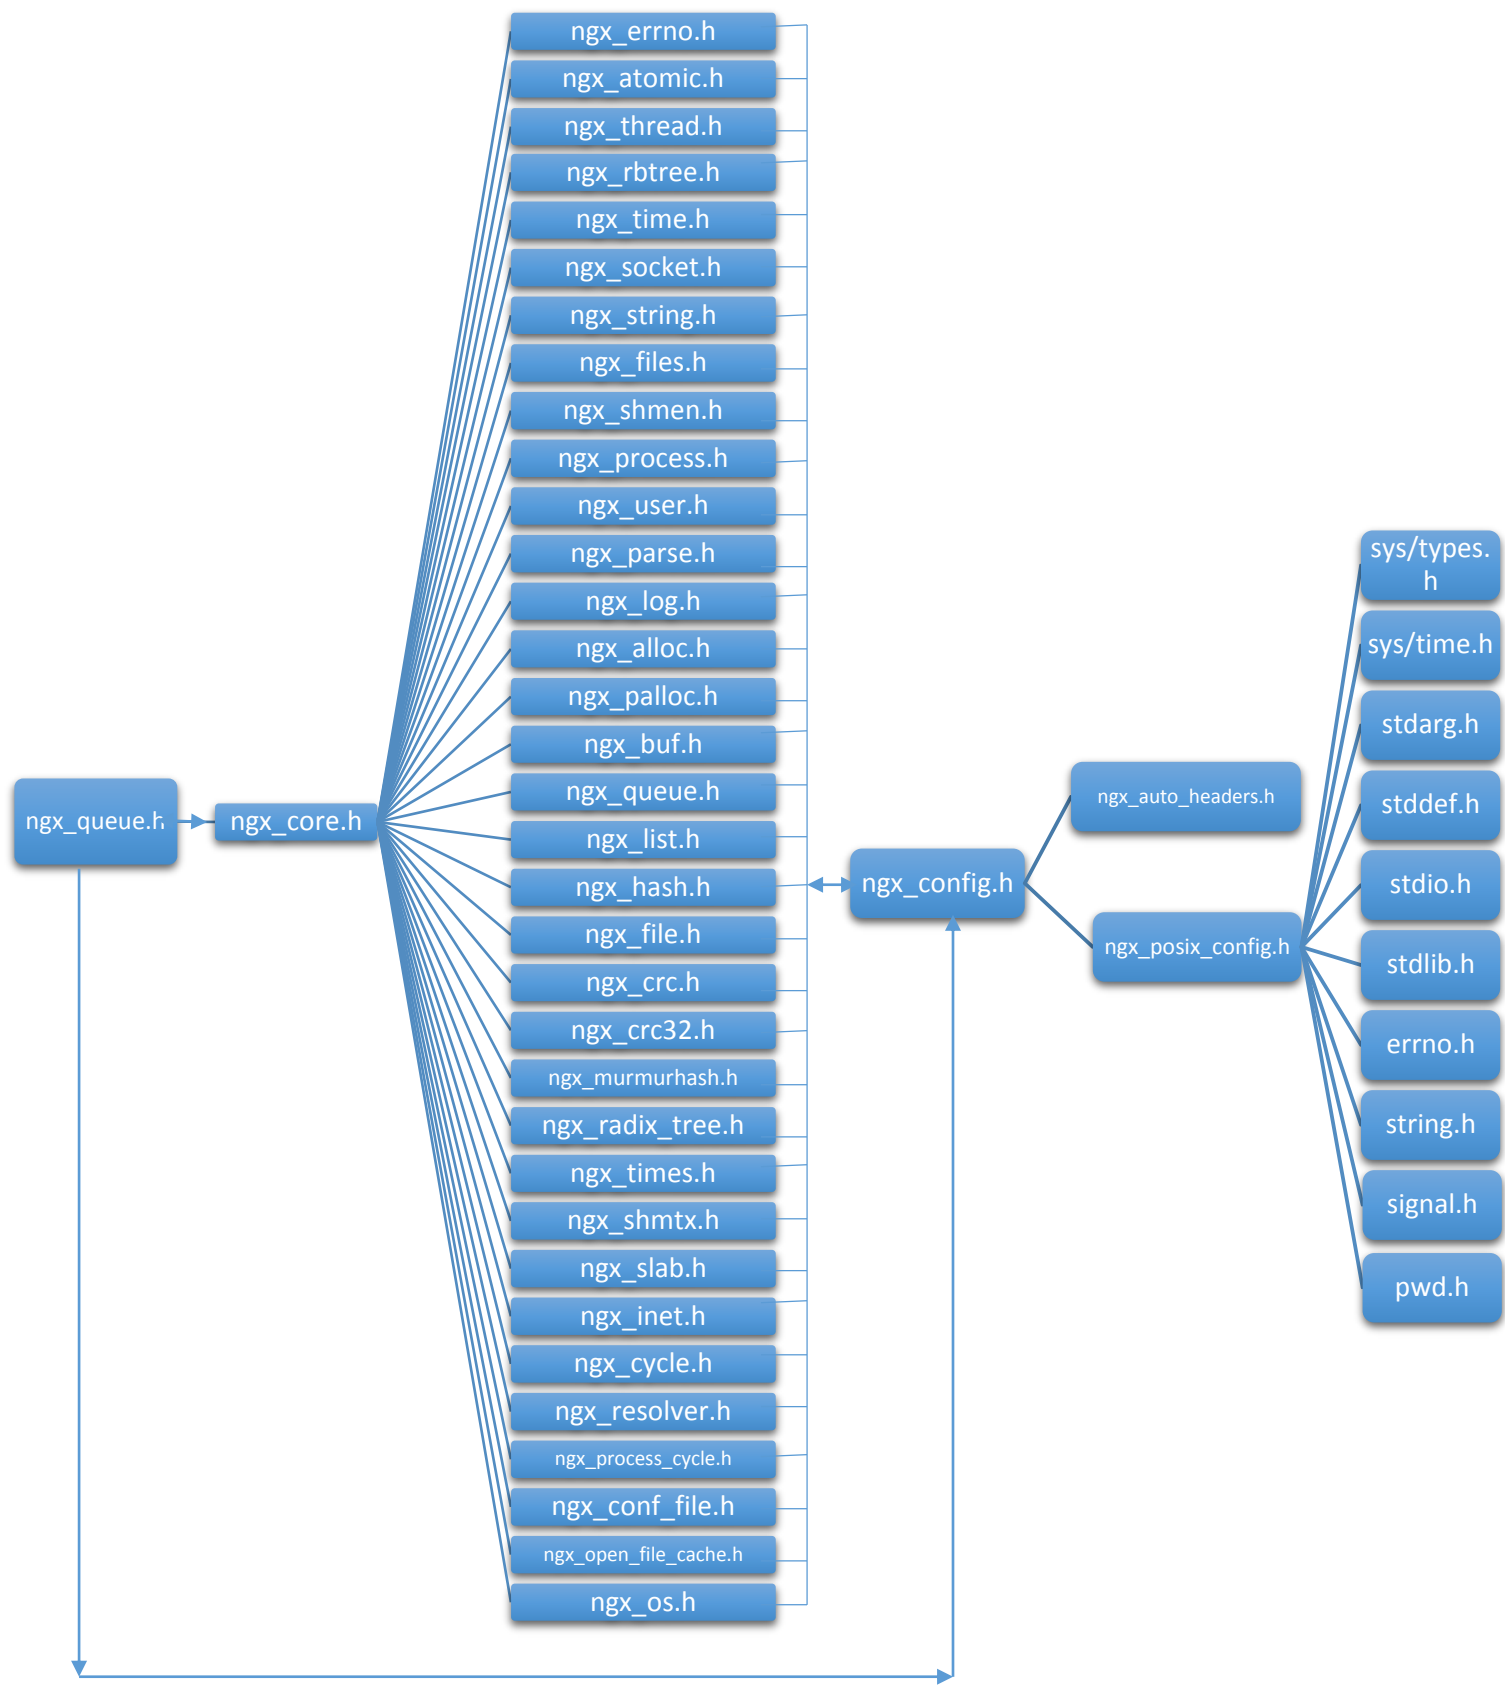 ngx_queue.h
ngx_core.h
ngx_errno.h
ngx_atomic.h
ngx_thread.h
ngx_rbtree.h
ngx_time.h
ngx_socket.h
ngx_string.h
ngx_files.h
ngx_shmen.h
ngx_process.h
ngx_user.h
ngx_parse.h
ngx_log.h
ngx_alloc.h
ngx_palloc.h
ngx_buf.h
ngx_queue.h
ngx_list.h
ngx_hash.h
ngx_file.h
ngx_crc.h
ngx_crc32.h
ngx_murmurhash.h
ngx_radix_tree.h
ngx_times.h
ngx_shmtx.h
ngx_slab.h
ngx_inet.h
ngx_cycle.h
ngx_resolver.h
ngx_process_cycle.h
ngx_conf_file.h
ngx_open_file_cache.h
ngx_os.h
ngx_config.h
ngx_auto_headers.h
ngx_posix_config.h
sys/types.
h
sys/time.h
stdarg.h
stddef.h
stdio.h
stdlib.h
errno.h
string.h
signal.h
pwd.h